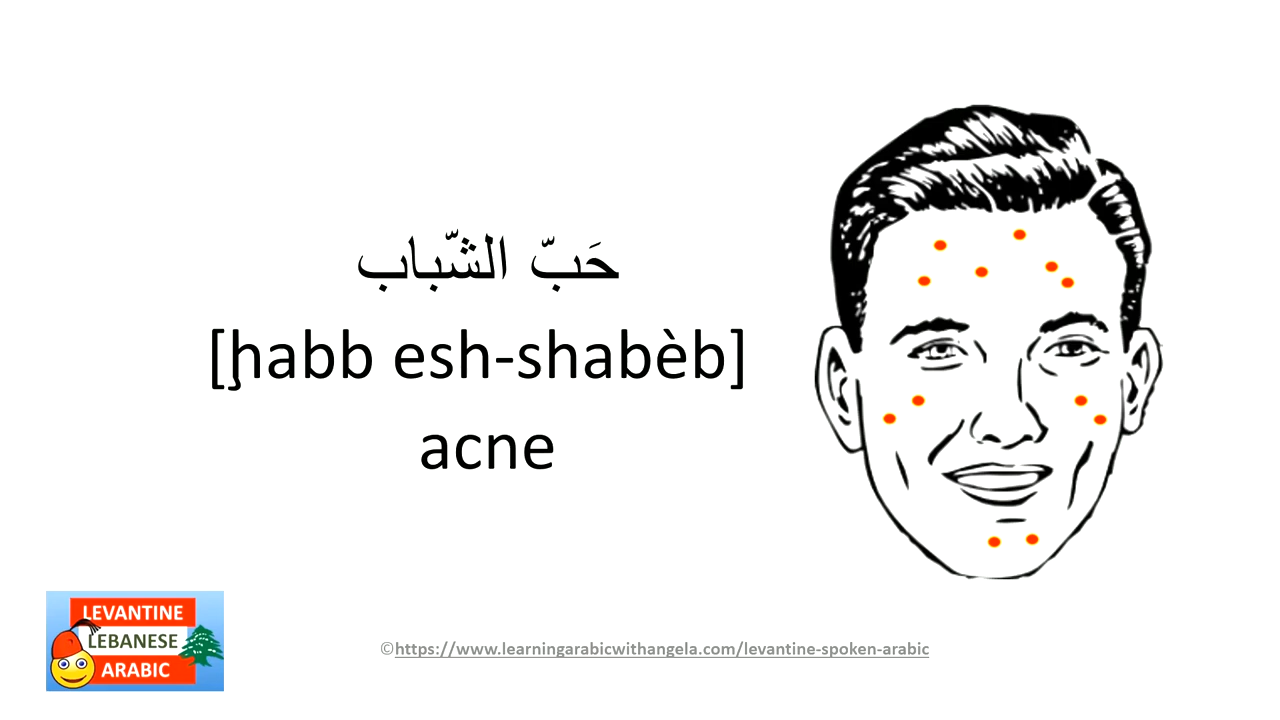 حَبّ الشّباب
[ḩabb esh-shabèb]
acne
LEVANTINE
LEBANESE
ARABIC
©https://www.learningarabicwithangela.com/levantine-spoken-arabic